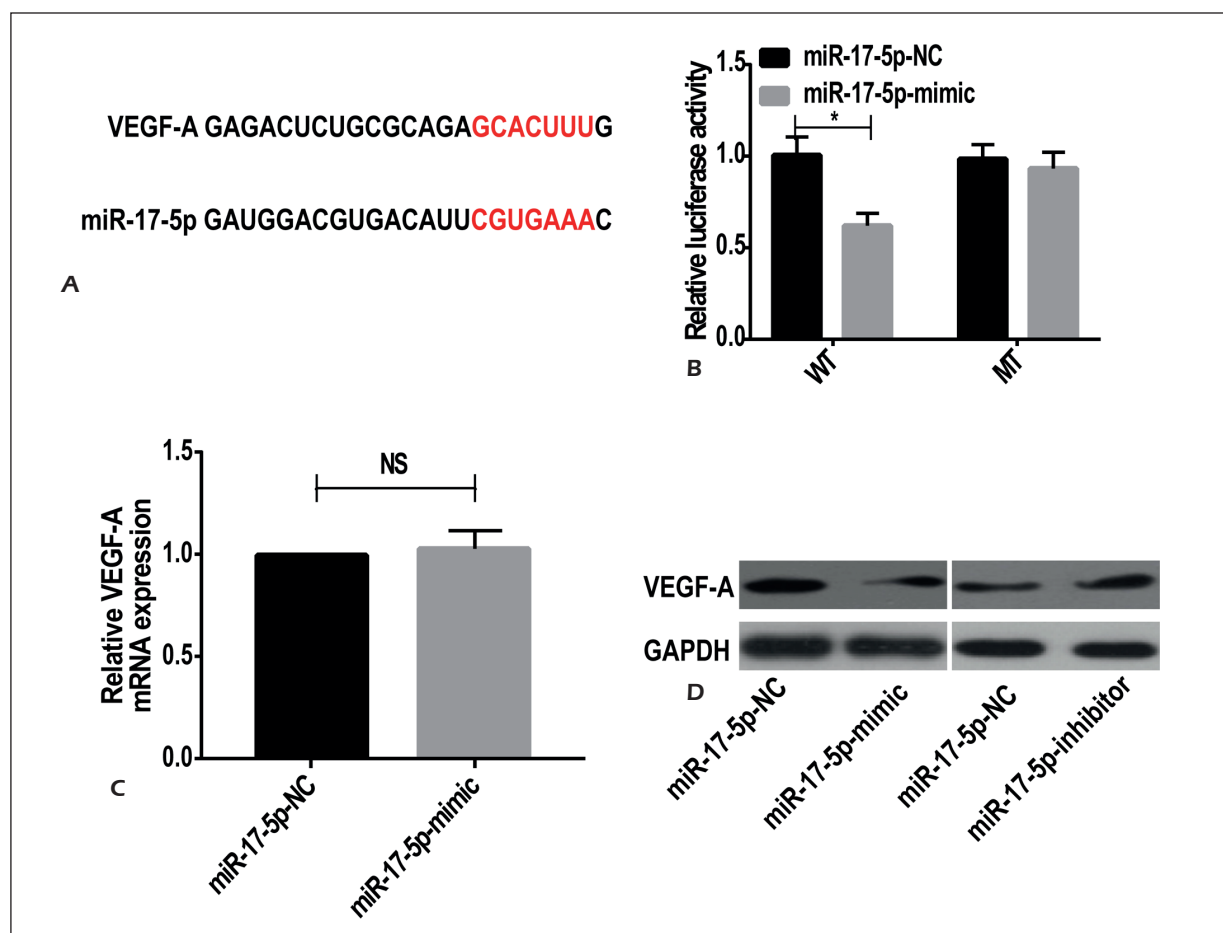 VEGF-A GAGACUCUGCGCAGAGCACUUUG
miR-17-5p GAUGGACGUGACAUUCGUGAAAC
A
miR-17-5p-NC
miR-17-5p-mimic
Relative luciferase activity
1.5
1.0
0.5
0.0
*
WT
MT
B
Relative VEGF-A
mRNA expression
1.5
1.0
0.5
0.0
NS
miR-17-5p-NC
miR-17-5p-mimic
C
VEGF-A
GAPDH
D
miR-17-5p-NC
miR-17-5p-mimic
miR-17-5p-NC
miR-17-5p-inhibitor